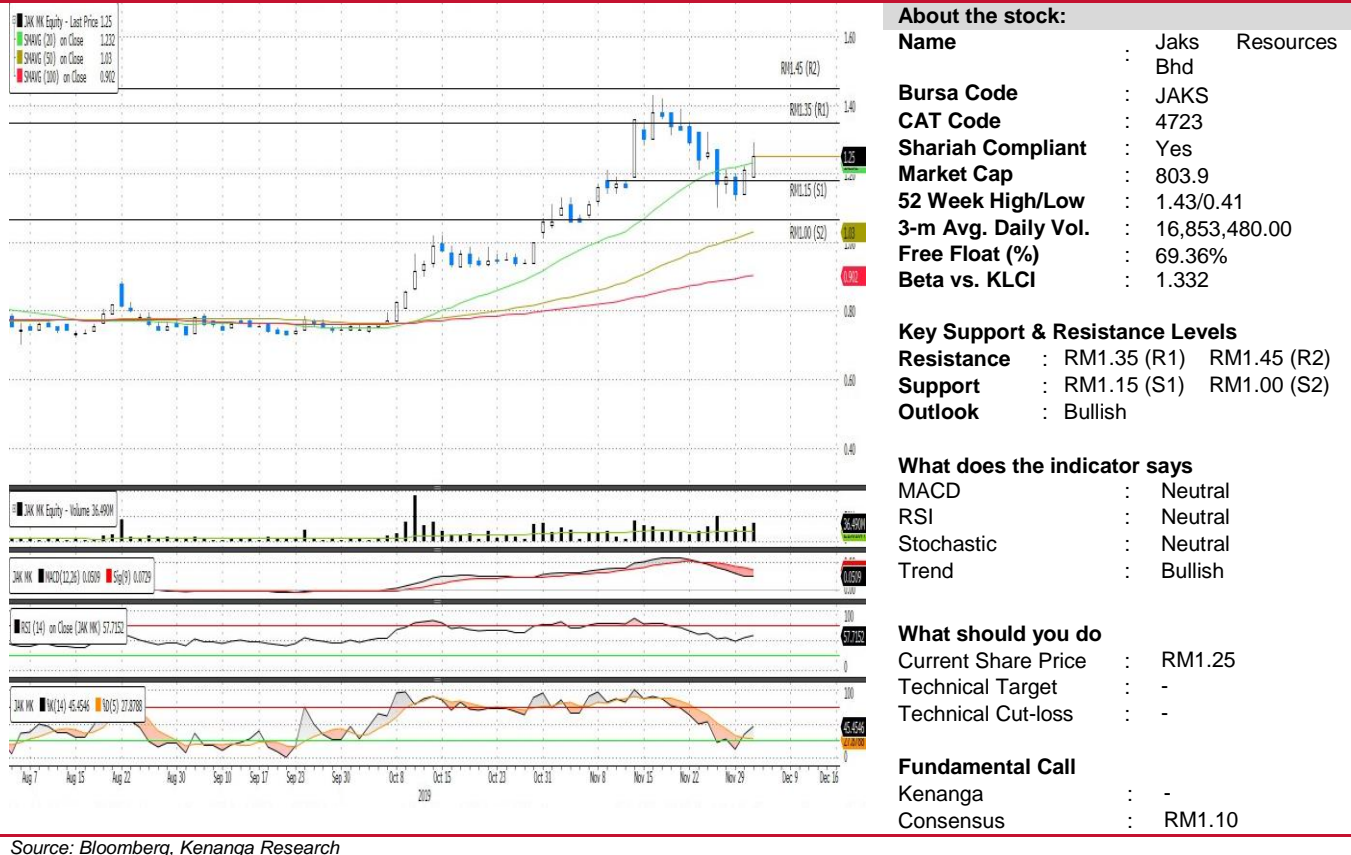 JAK MK Equity - Last Price 1.25
SMAVG (20) on Close 1.232
SMAVG (50) on Close 1.03
SMAVG (100) on Close 0.902
1.60
RM1.45 (R2)
1.40
RM1.35 (R1)
1.25
1.20
RM1.15 (S1)
RM1.00 (S2)
1.03
1.00
0.902
0.80
0.60
0.40
JAK MK Equity - Volume 36.490M
36.490M
JAK MK MACD(12,26) 0.0509 Sig(9) 0.0729
0.0509
0.00
RSI (14) on Close (JAK MK) 57.7152
100
57.7152
0
JAK MK %K(14) 45.4546 %D(5) 27.8788
100
45.4546
27.8788
0
Aug 7 Aug 15 Aug 22 Aug 30 Sep 10 Sep 17 Sep 23 Sep 30 Oct 8 Oct 15 Oct 23 Oct 31 Nov 8 Nov 15 Nov 22 Nov 29 Dec 9 Dec 16
2019
About the stock:
Name : Jaks Resources
Bhd
Bursa Code : JAKS
CAT Code : 4723
Shariah Compliant : Yes
Market Cap : 803.9
52 Week High/Low : 1.43/0.41
3-m Avg. Daily Vol. : 16,853,480.00
Free Float (%) : 69.36%
Beta vs. KLCI : 1.332
Key Support & Resistance Levels
Resistance : RM1.35 (R1) RM1.45 (R2)
Support : RM1.15 (S1) RM1.00 (S2)
Outlook : Bullish
What does the indicator says
MACD : Neutral
RSI : Neutral
Stochastic : Neutral
Trend : Bullish
What should you do
Current Share Price : RM1.25
Technical Target : -
Technical Cut-loss : -
Fundamental Call
Kenanga : -
Consensus : RM1.10
Source: Bloomberg, Kenanga Research